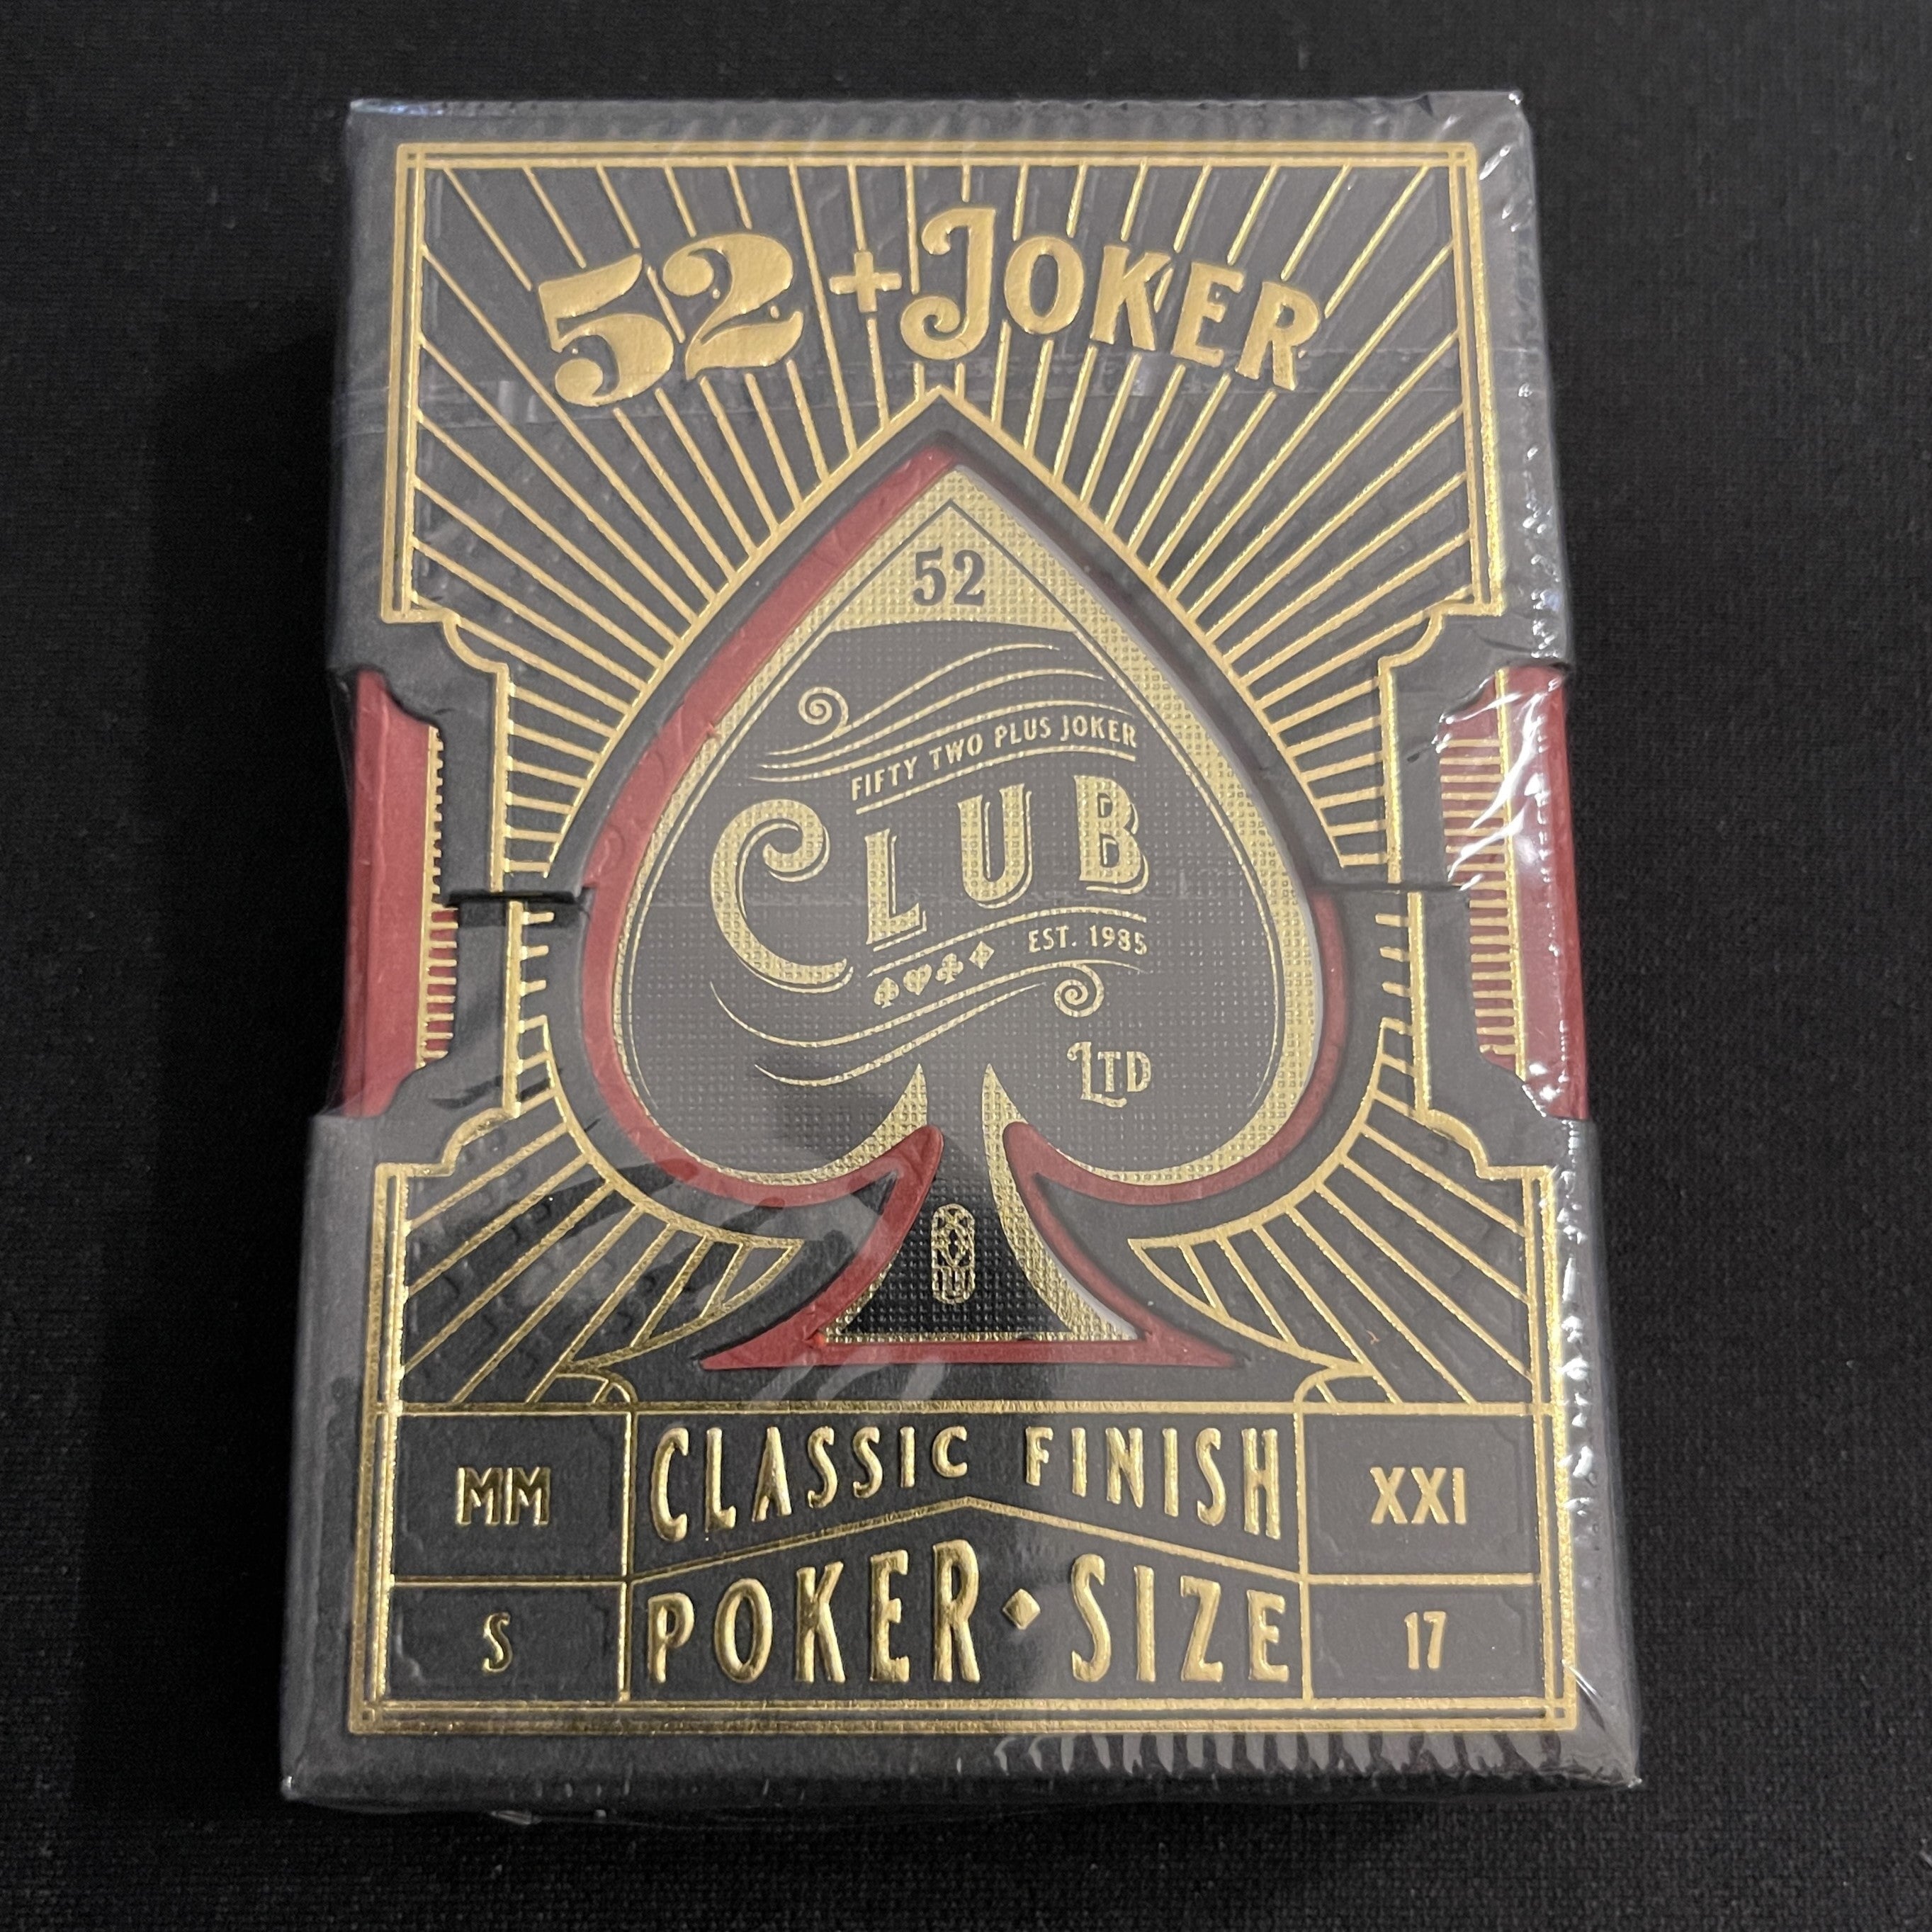 52 + JOKER
52
FIFTY TWO PLUS JOKER
CLUB
EST. 1985
LTD
MM
CLASSIC FINISH
XXI
S
POKER SIZE
17